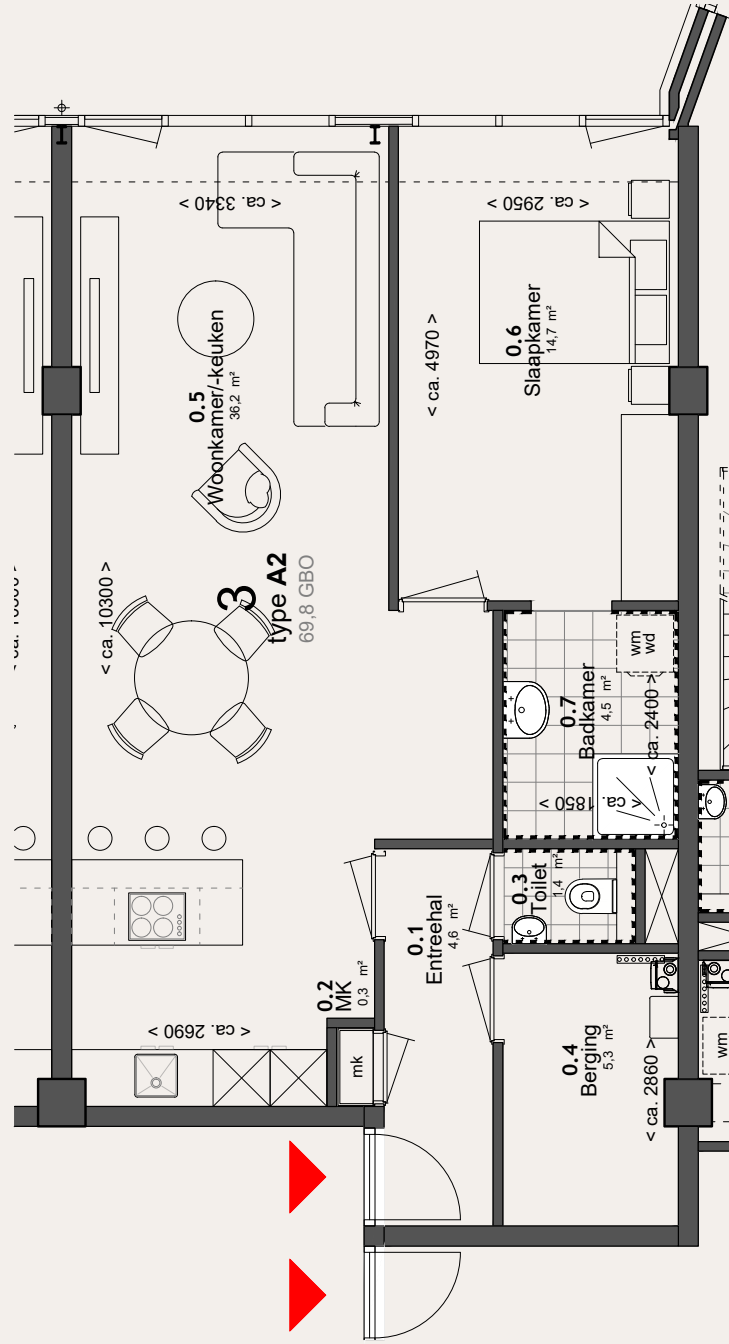 < ca. 3340 >
< ca. 2950 >
0.5
Woonkamer/-keuken
36,2 m²
< ca. 4970 >
0.6
Slaapkamer
14,7 m²
< ca. 10300 >
3
type A2
69,8 GBO
wm
wd
0.7
Badkamer
4,5 m²
< ca. 2400 >
< ca. 1850 >
0.3
Toilet
1,4 m²
0.1
Entreehal
4,6 m²
0.2
MK
0,3 m²
< ca. 2690 >
mk
0.4
Berging
5,3 m²
< ca. 2860 >
wm